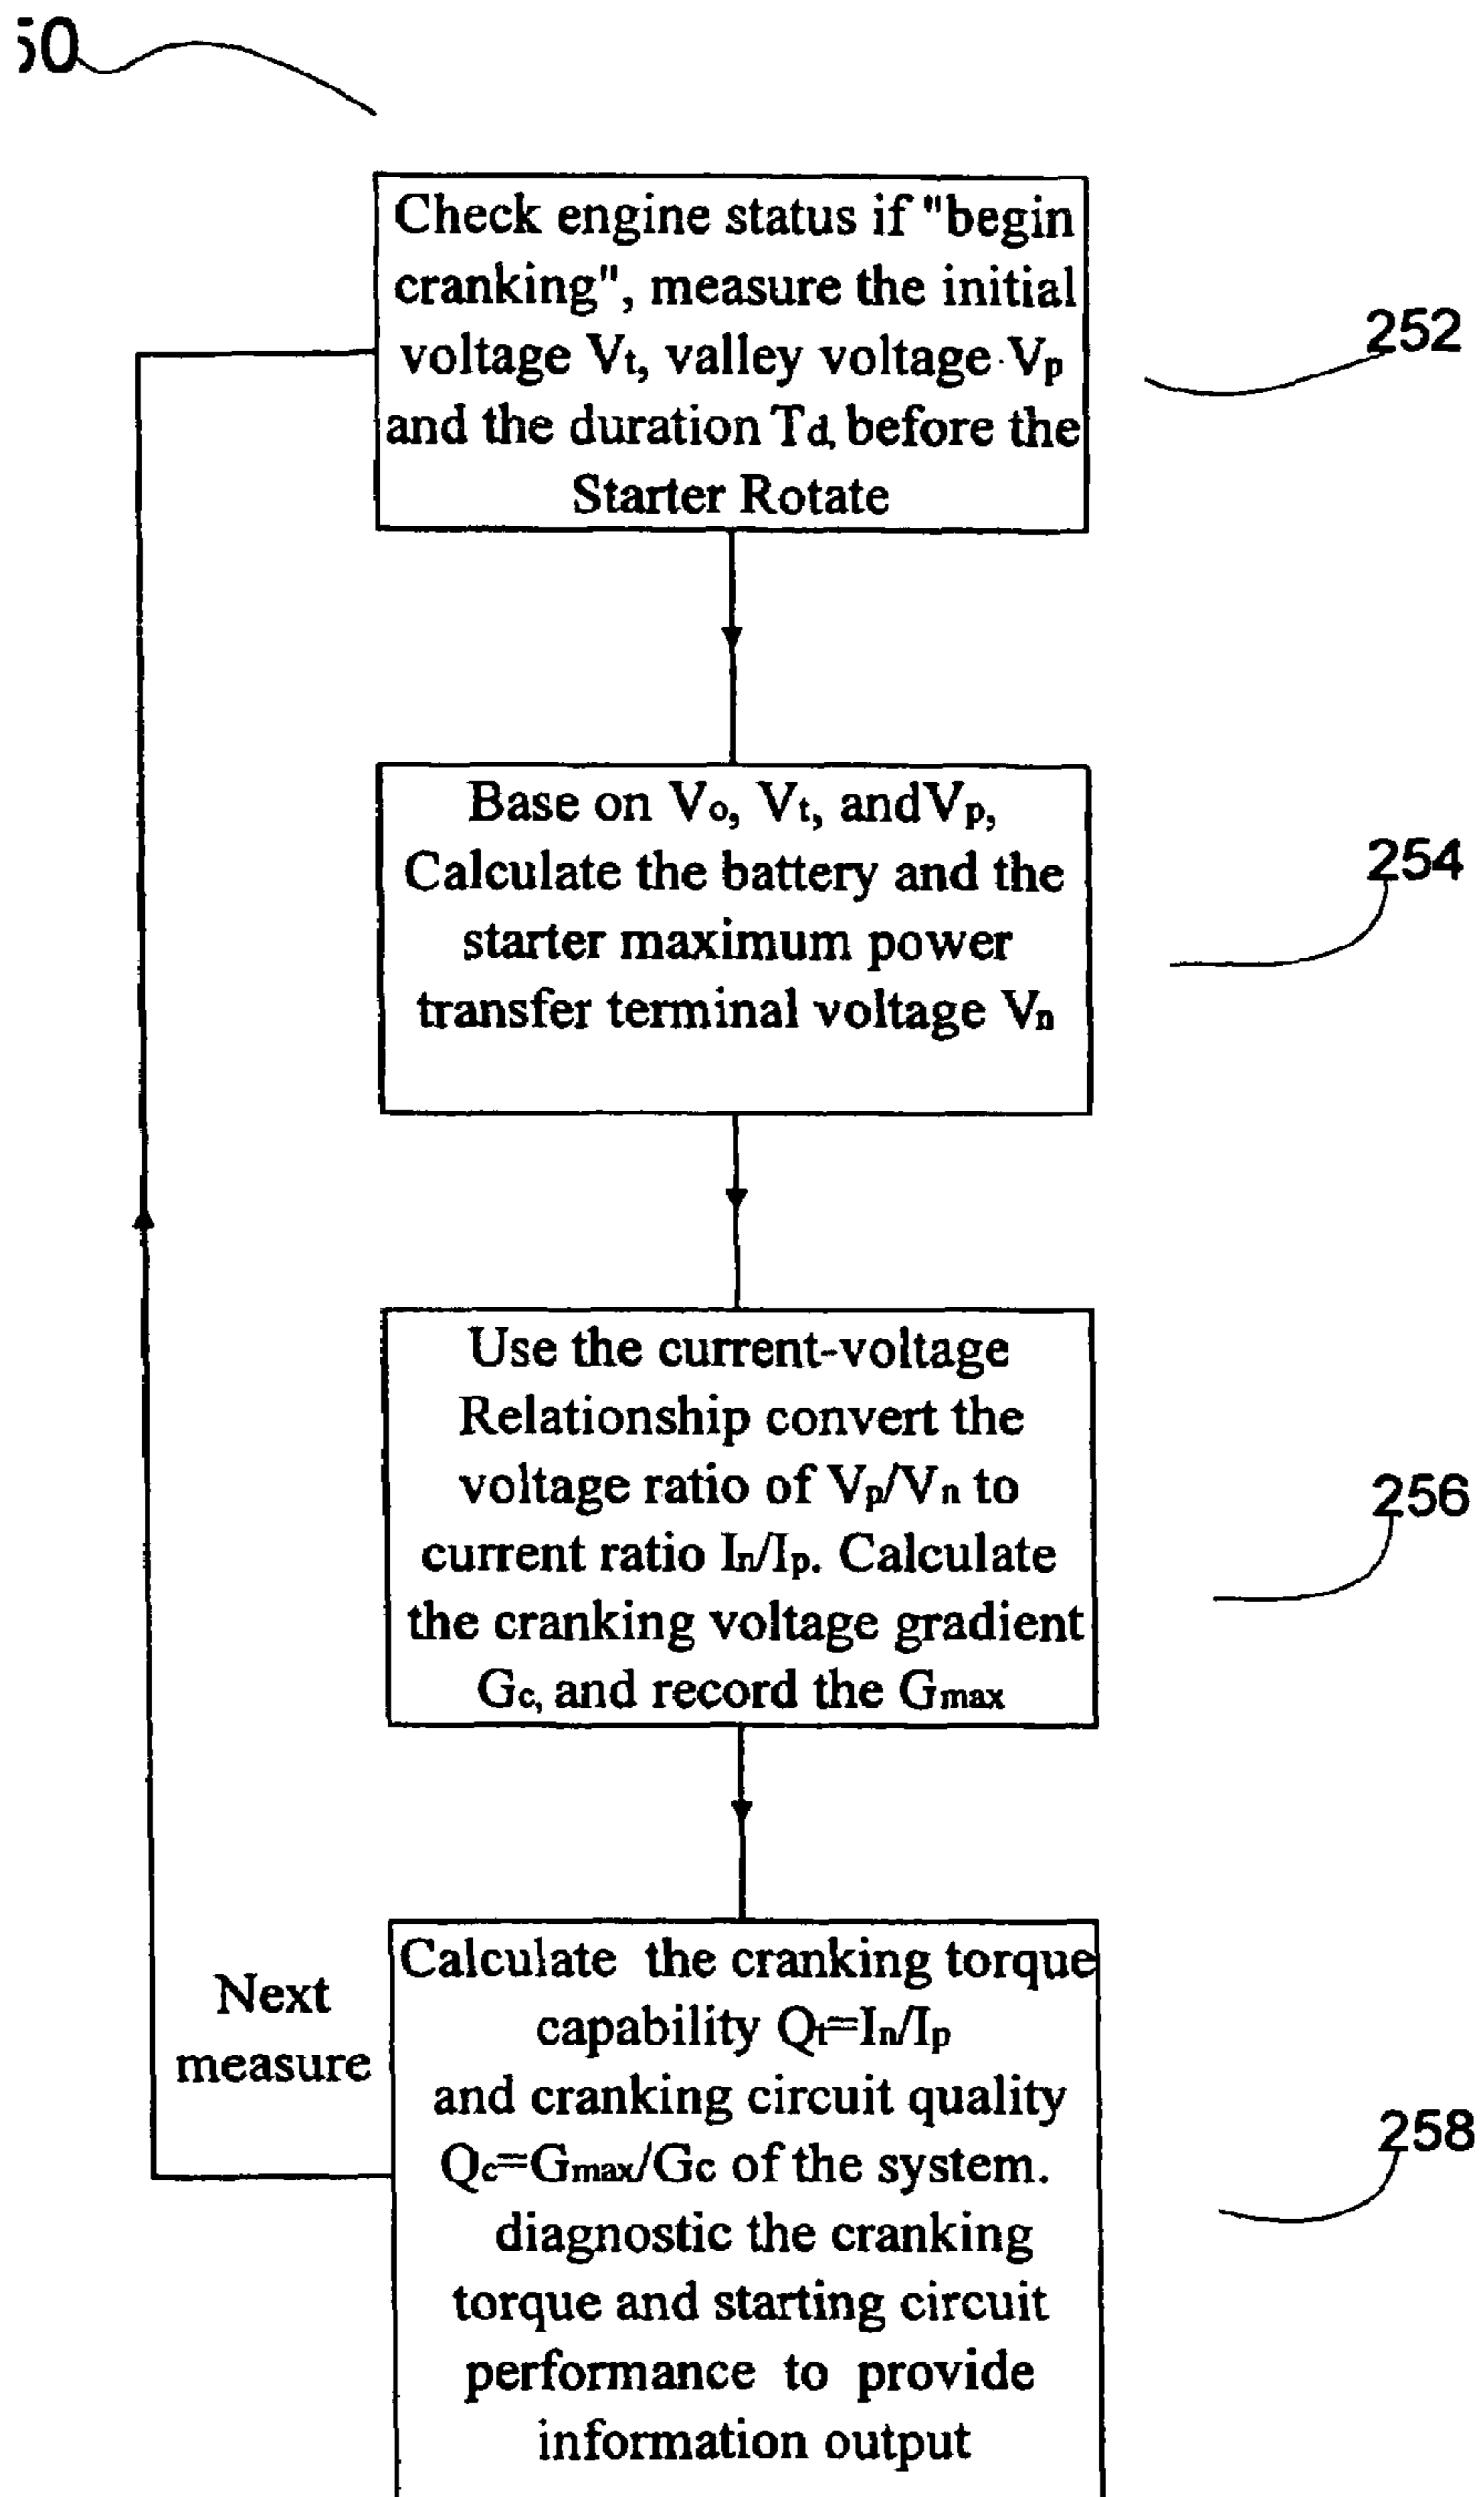 50
Check engine status if "begin
cranking", measure the initial
voltage Vt, valley voltage Vp
and the duration Td, before the
Starter Rotate
252
Base on Vo, Vt, andVp,
Calculate the battery and the
starter maximum power
transfer terminal voltage Vn
254
Use the current-voltage
Relationship convert the
voltage ratio of Vp/Vn to
current ratio In/Ip. Calculate
the cranking voltage gradient
Gc, and record the Gmax
256
Next
measure
Calculate the cranking torque
capability Qt=In/Ip
and cranking circuit quality
Qc=Gmax/Gc of the system.
diagnostic the cranking
torque and starting circuit
performance to provide
information output
258